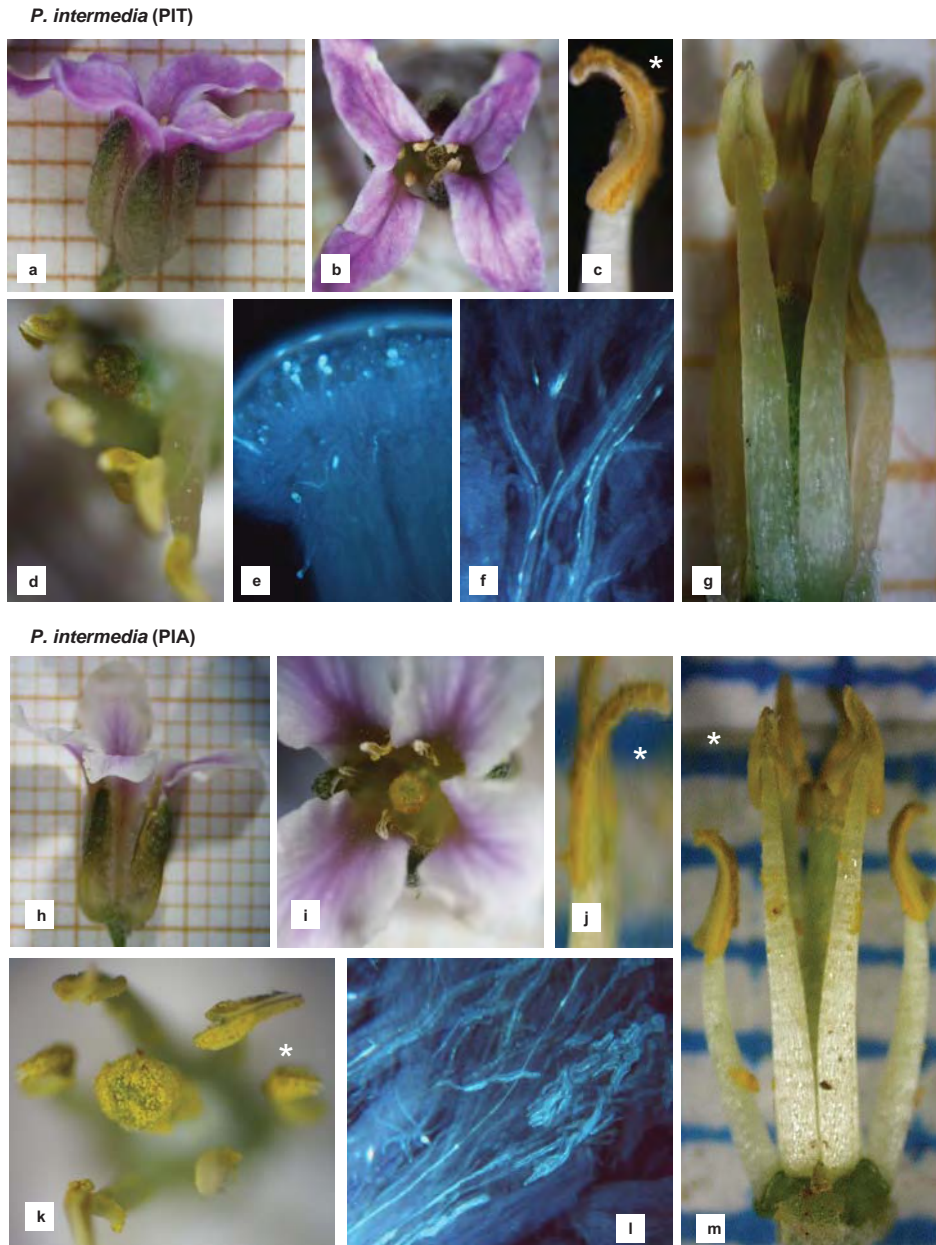 P. intermedia (PIT)
a
b
*
c
d
e
f
g
P. intermedia (PIA)
h
i
*
j
*
k
l
*
m